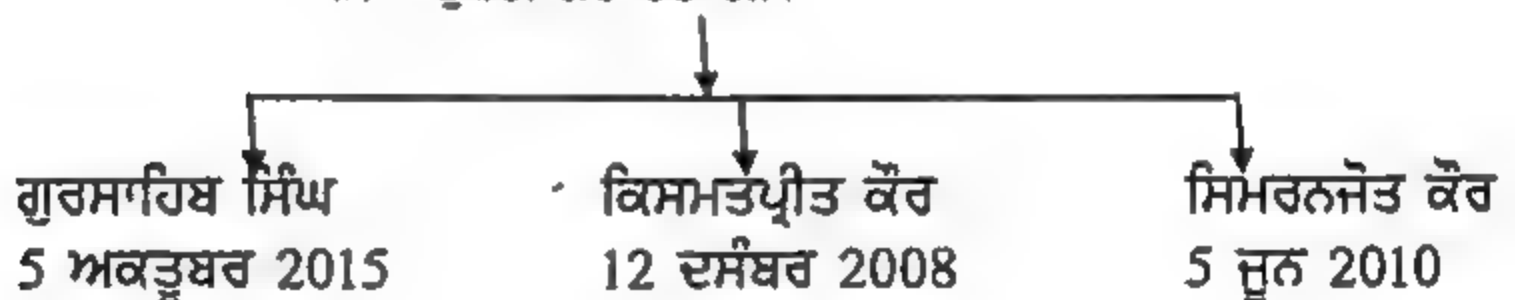 ਗੁਰਸਾਹਿਬ ਸਿੰਘ
5 ਅਕਤੂਬਰ 2015
ਕਿਸਮਤਪ੍ਰੀਤ ਕੌਰ
12 ਦਸੰਬਰ 2008
ਸਿਮਰਨਜੋਤ ਕੌਰ
5 ਜੂਨ 2010